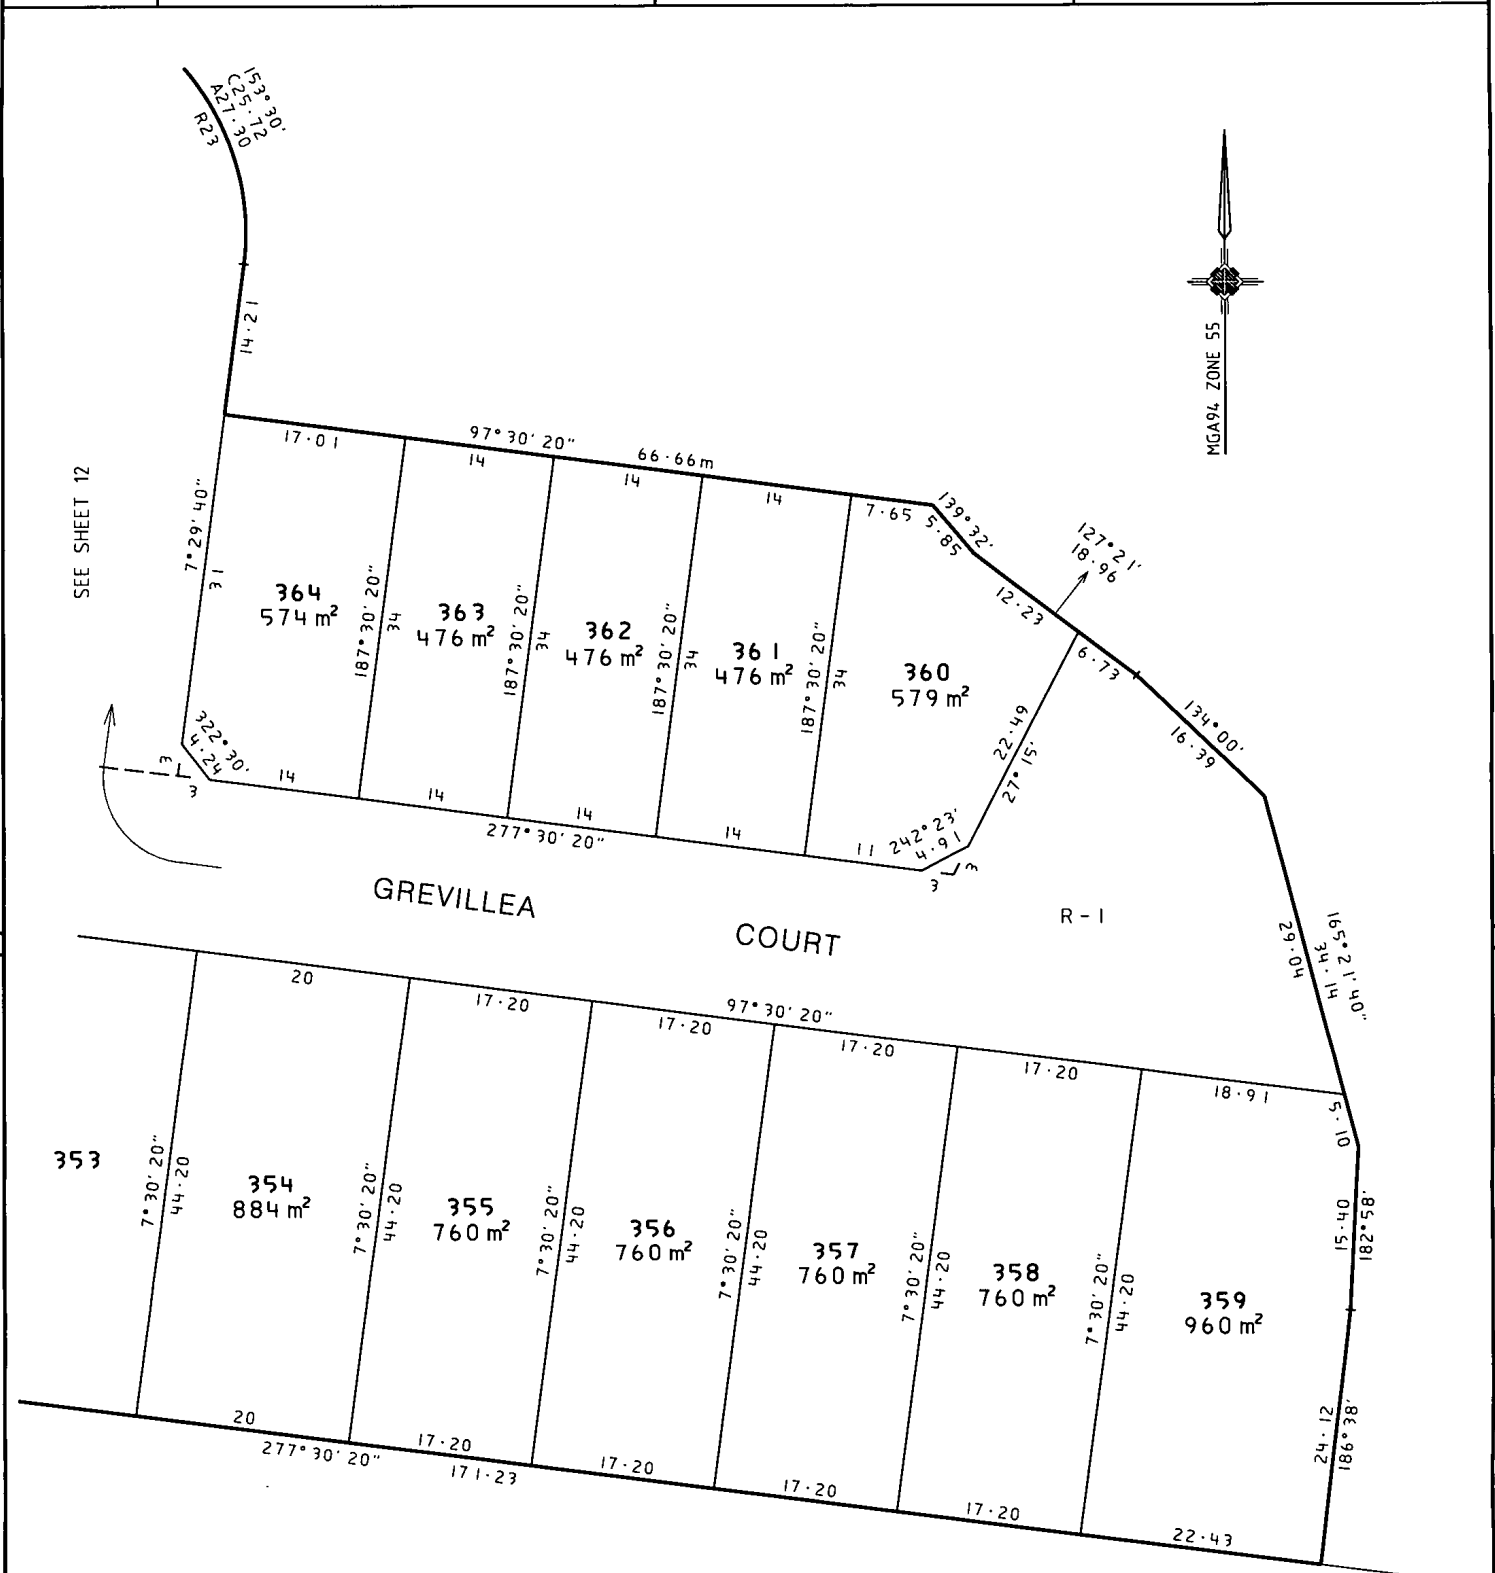 153° 30'
C25·72
A27·30
R23
14·21
MGA94 ZONE 55
SEE SHEET 12
17·01
97° 30' 20"
66·66m
14
14
14
7·65
139° 32'
5·85
127° 21'
18·96
12·23
6·73
134° 00'
16·39
7° 29' 40"
31
364
574 m²
187° 30' 20"
34
363
476 m²
187° 30' 20"
34
362
476 m²
187° 30' 20"
34
361
476 m²
187° 30' 20"
34
360
579 m²
22·49
27° 15'
322° 30'
4·24
3
3
14
14
14
14
277° 30' 20"
11
242° 23'
4·91
3
3
GREVILLEA COURT
R-1
29·04
34·14
165° 21' 40"
20
17·20
17·20
97° 30' 20"
17·20
17·20
18·91
5·10
353
7° 30' 20"
44·20
354
884 m²
7° 30' 20"
44·20
355
760 m²
7° 30' 20"
44·20
356
760 m²
7° 30' 20"
44·20
357
760 m²
7° 30' 20"
44·20
358
760 m²
7° 30' 20"
44·20
359
960 m²
15·40
182° 58'
24·12
186° 38'
20
277° 30' 20"
17·20
171·23
17·20
17·20
17·20
22·43